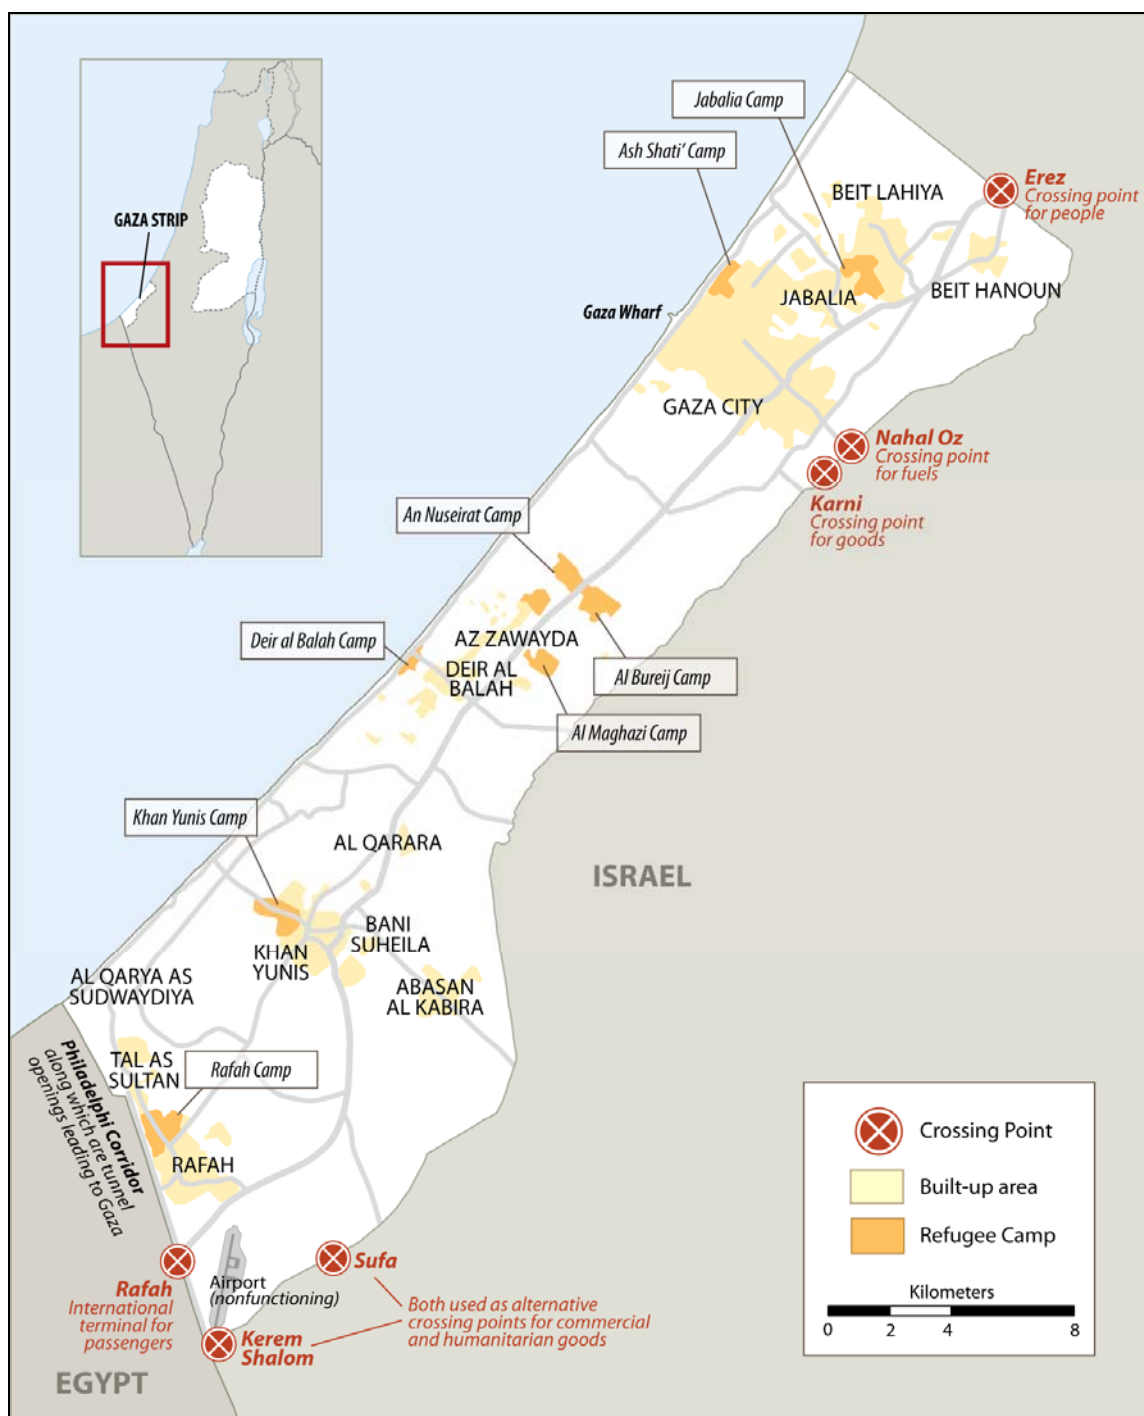 GAZA STRIP
Jabalia Camp
Ash Shati' Camp
BEIT LAHIYA
Erez
Crossing point
for people
JABALIA
BEIT HANOUN
Gaza Wharf
GAZA CITY
Nahal Oz
Crossing point
for fuels
Karni
Crossing point
for goods
An Nuseirat Camp
Deir al Balah Camp
AZ ZAWAYDA
DEIR AL
BALAH
Al Bureij Camp
Al Maghazi Camp
Khan Yunis Camp
AL QARARA
ISRAEL
BANI
SUHEILA
KHAN
YUNIS
AL QARYA AS
SUDWAYDIYA
ABASAN
AL KABIRA
TAL AS
SULTAN
Rafah Camp
Philadelphi Corridor
along which are tunnel
openings leading to Gaza
RAFAH
Rafah
International
terminal for
passengers
Airport
(nonfunctioning)
Sufa
Both used as alternative
crossing points for commercial
and humanitarian goods
Kerem
Shalom
EGYPT
Crossing Point
Built-up area
Refugee Camp
Kilometers
0 2 4 8